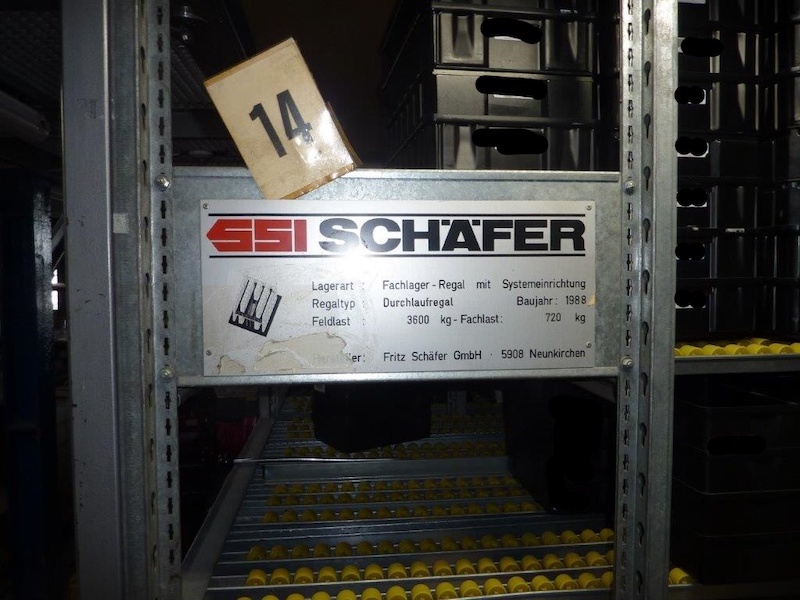 14
SSI SCHÄFER
Lagerart : Fachlager-Regal mit Systemeinrichtung
Regaltyp : Durchlaufregal Baujahr: 1988
Feldlast : 3600 kg-Fachlast: 720 kg
Hersteller: Fritz Schäfer GmbH · 5908 Neunkirchen